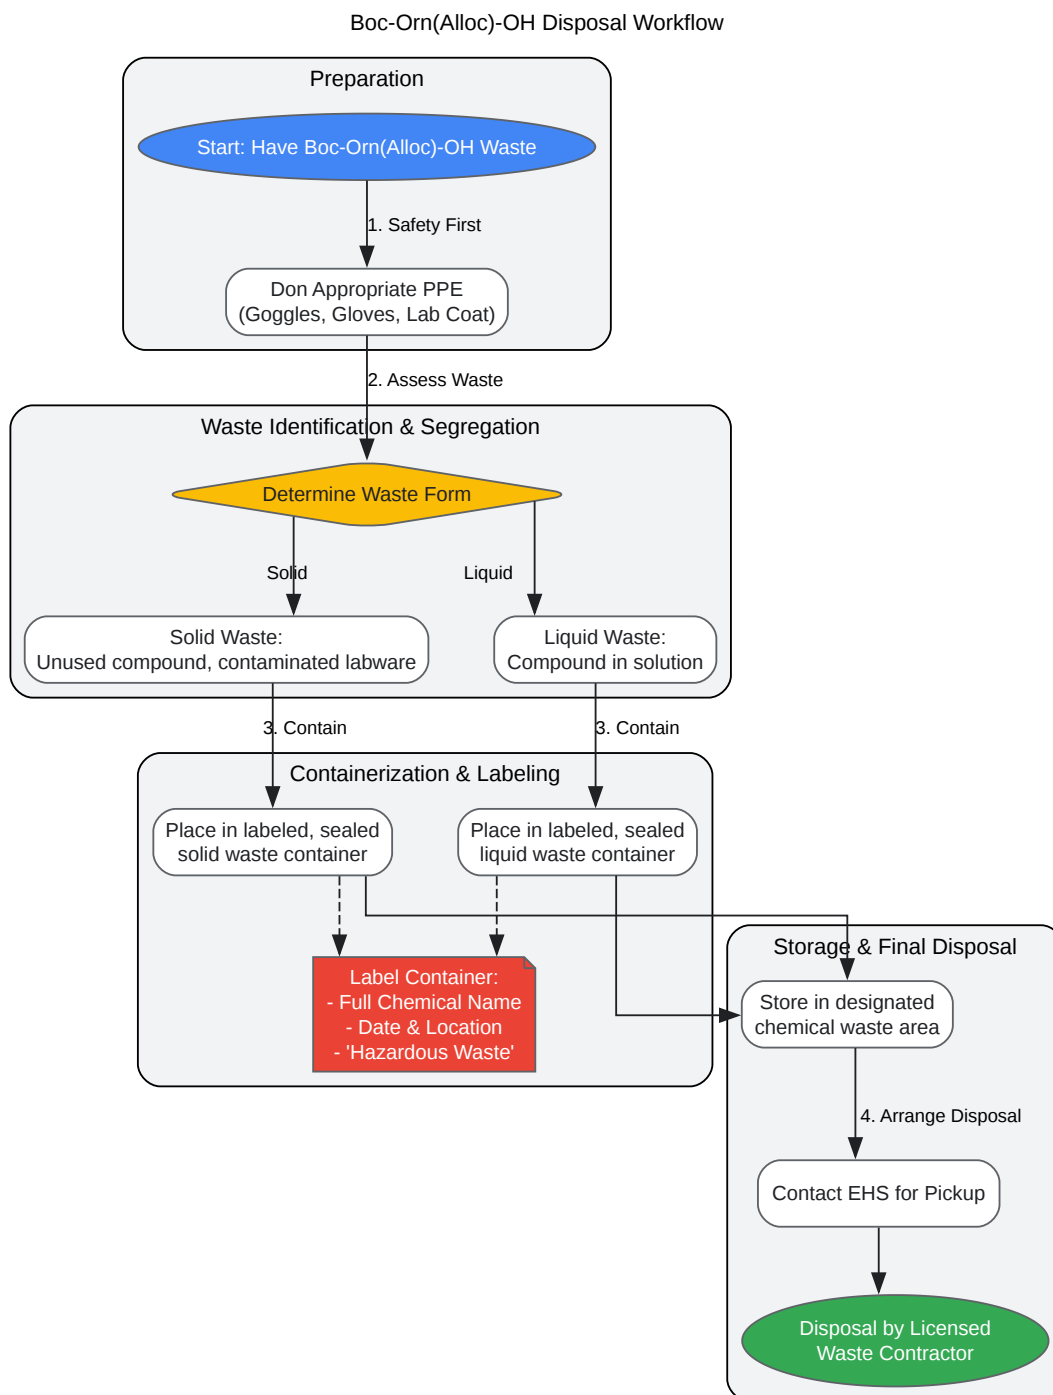 Boc-Orn(Alloc)-OH Disposal Workflow
Preparation
Start: Have Boc-Orn(Alloc)-OH Waste
1. Safety First
Don Appropriate PPE
(Goggles, Gloves, Lab Coat)
2. Assess Waste
Waste Identification & Segregation
Determine Waste Form
Solid
Liquid
Solid Waste:
Unused compound, contaminated labware
Liquid Waste:
Compound in solution
3. Contain
3. Contain
Containerization & Labeling
Place in labeled, sealed
solid waste container
Place in labeled, sealed
liquid waste container
Label Container:
- Full Chemical Name
- Date & Location
- 'Hazardous Waste'
Storage & Final Disposal
Store in designated
chemical waste area
4. Arrange Disposal
Contact EHS for Pickup
Disposal by Licensed
Waste Contractor